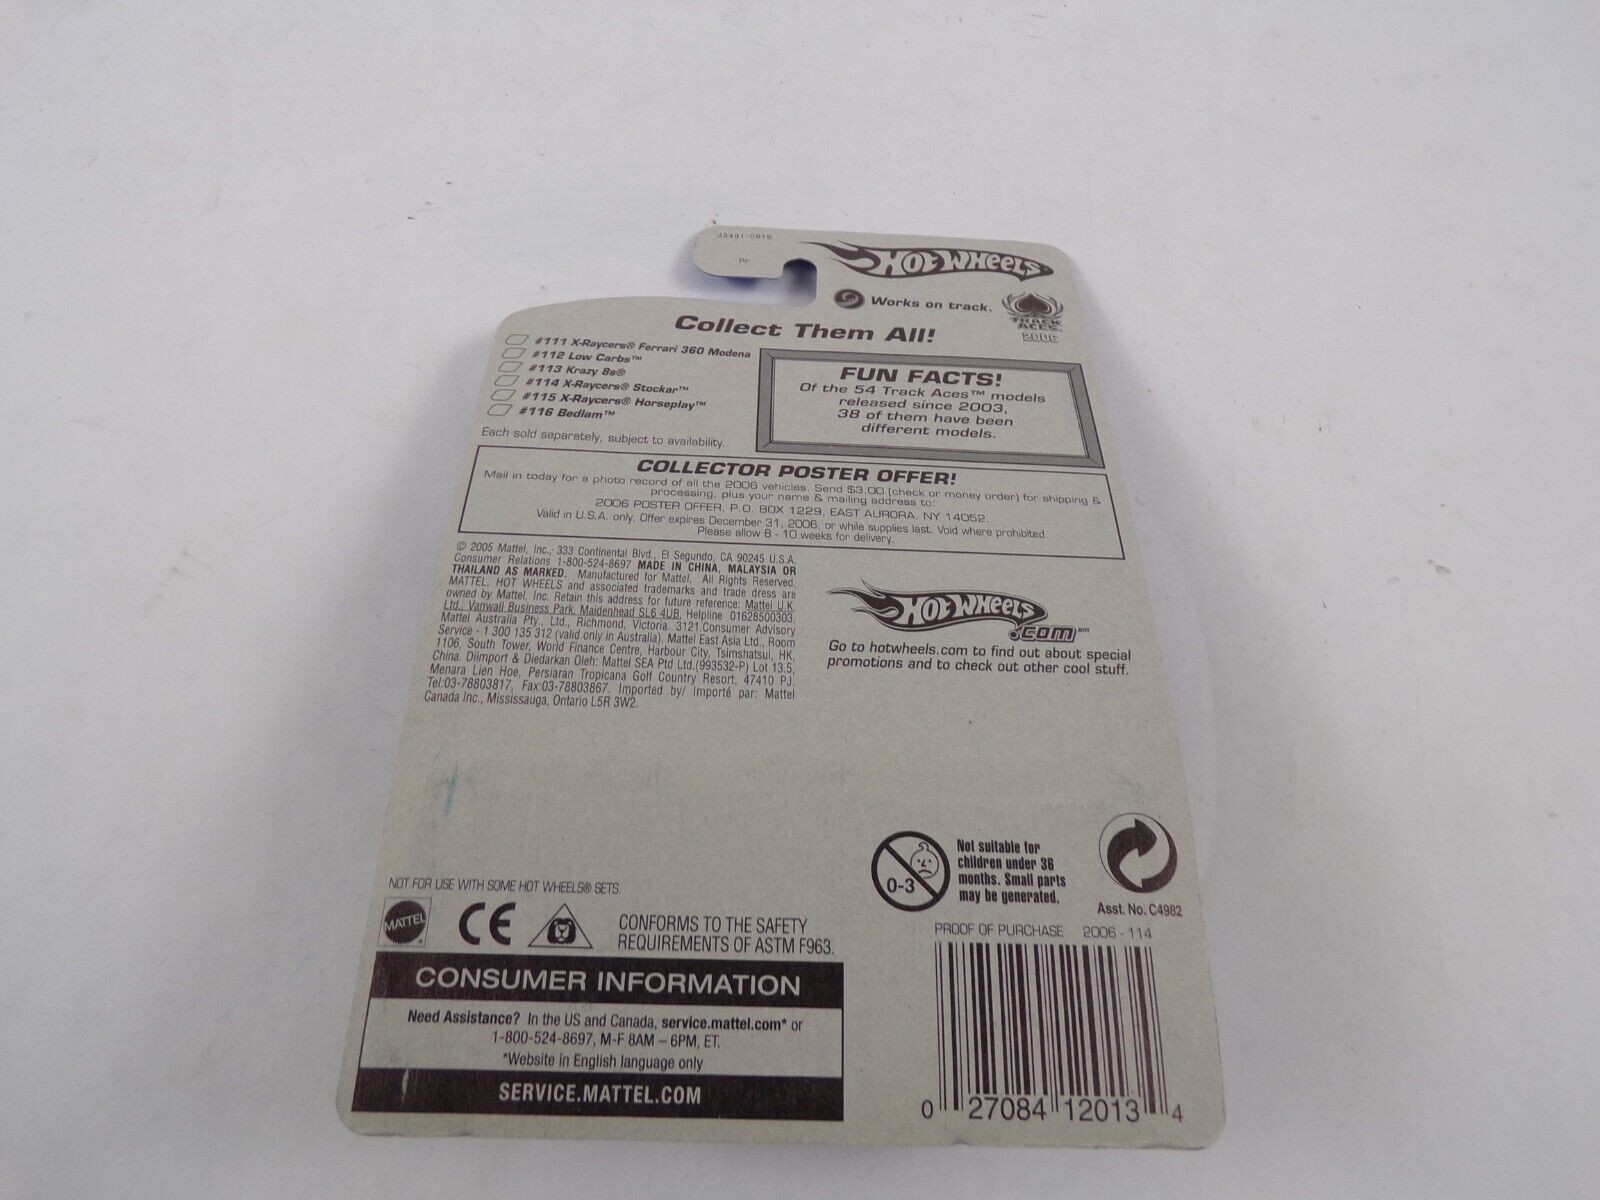 J3491-0918
PF
HOT WHEELS
Works on track.
TRACK
ACES
2006
Collect Them All!
#111 X-Raycers® Ferrari 360 Modena
#112 Low Carbs™
#113 Krazy 8s®
#114 X-Raycers® Stockar™
#115 X-Raycers® Horseplay™
#116 Bedlam™
Each sold separately, subject to availability.
FUN FACTS!
Of the 54 Track Aces™ models
released since 2003,
38 of them have been
different models.
COLLECTOR POSTER OFFER!
Mail in today for a photo record of all the 2006 vehicles. Send $3.00 (check or money order) for shipping &
processing, plus your name & mailing address to:
2006 POSTER OFFER, P.O. BOX 1229, EAST AURORA, NY 14052.
Valid in U.S.A. only. Offer expires December 31, 2006, or while supplies last. Void where prohibited.
Please allow 8 - 10 weeks for delivery.
© 2005 Mattel, Inc., 333 Continental Blvd., El Segundo, CA 90245 U.S.A.
Consumer Relations 1-800-524-8697 MADE IN CHINA, MALAYSIA OR
THAILAND AS MARKED. Manufactured for Mattel. All Rights Reserved.
MATTEL, HOT WHEELS and associated trademarks and trade dress are
owned by Mattel, Inc. Retain this address for future reference: Mattel U.K.
Ltd., Vanwall Business Park, Maidenhead SL6 4UB. Helpline 01628500303.
Mattel Australia Pty., Ltd., Richmond, Victoria. 3121.Consumer Advisory
Service - 1 300 135 312 (valid only in Australia). Mattel East Asia Ltd., Room
1106, South Tower, World Finance Centre, Harbour City, Tsimshatsui, HK,
China. Diimport & Diedarkan Oleh: Mattel SEA Ptd Ltd.(993532-P) Lot 13.5,
Menara Lien Hoe, Persiaran Tropicana Golf Country Resort, 47410 PJ.
Tel:03-78803817, Fax:03-78803867. Imported by/ Importé par: Mattel
Canada Inc., Mississauga, Ontario L5R 3W2.
HOT WHEELS
.com℠
Go to hotwheels.com to find out about special
promotions and to check out other cool stuff.
0-3
Not suitable for
children under 36
months. Small parts
may be generated.
Asst. No. C4982
NOT FOR USE WITH SOME HOT WHEELS® SETS.
MATTEL®
CE
CONFORMS TO THE SAFETY
REQUIREMENTS OF ASTM F963.
PROOF OF PURCHASE 2006 - 114
CONSUMER INFORMATION
Need Assistance? In the US and Canada, service.mattel.com* or
1-800-524-8697, M-F 8AM – 6PM, ET.
*Website in English language only
SERVICE.MATTEL.COM
0 27084 12013 4